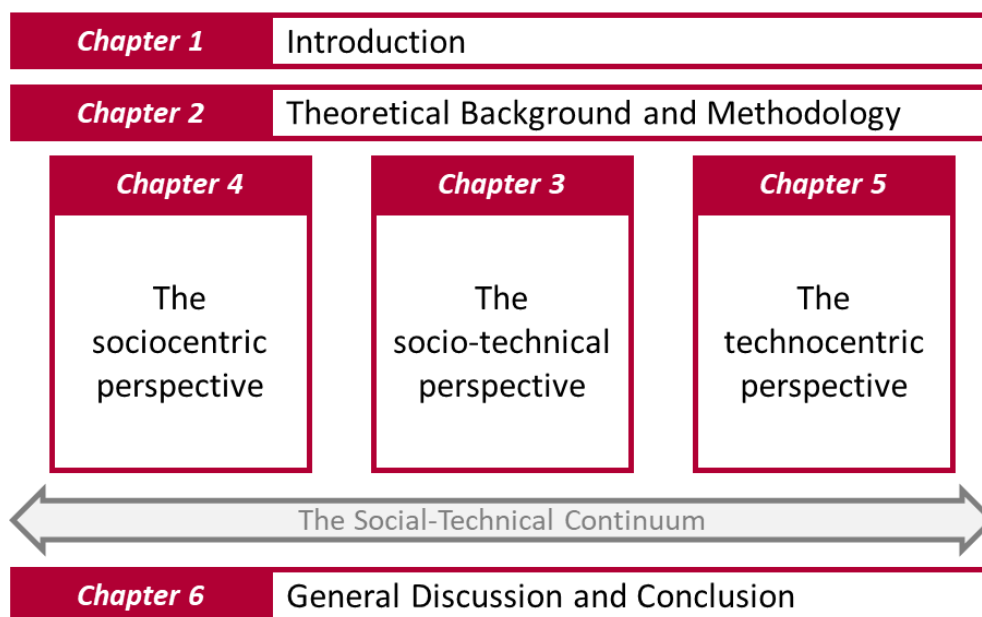 Chapter 1
Introduction
Chapter 2
Theoretical Background and Methodology
Chapter 4
The
sociocentric
perspective
Chapter 3
The
socio-technical
perspective
Chapter 5
The
technocentric
perspective
The Social-Technical Continuum
Chapter 6
General Discussion and Conclusion